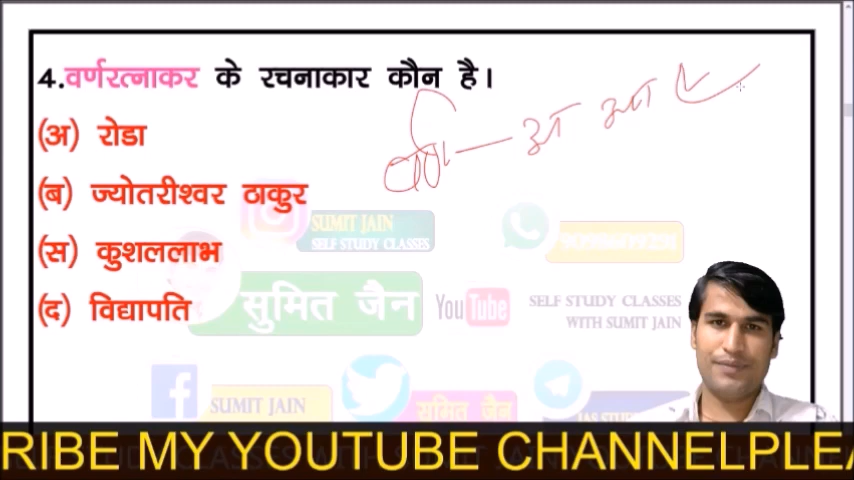 4.वर्णरत्नाकर के रचनाकार कौन है।
(अ) रोडा
(ब) ज्योतरीश्वर ठाकुर
(स) कुशललाभ
(द) विद्यापति
SUMIT JAIN
SELF STUDY CLASSES
सुमित जैन
YouTube
SELF STUDY CLASSES
WITH SUMIT JAIN
SUMIT JAIN
सुमित जैन
RIBE MY YOUTUBE CHANNELPLEA